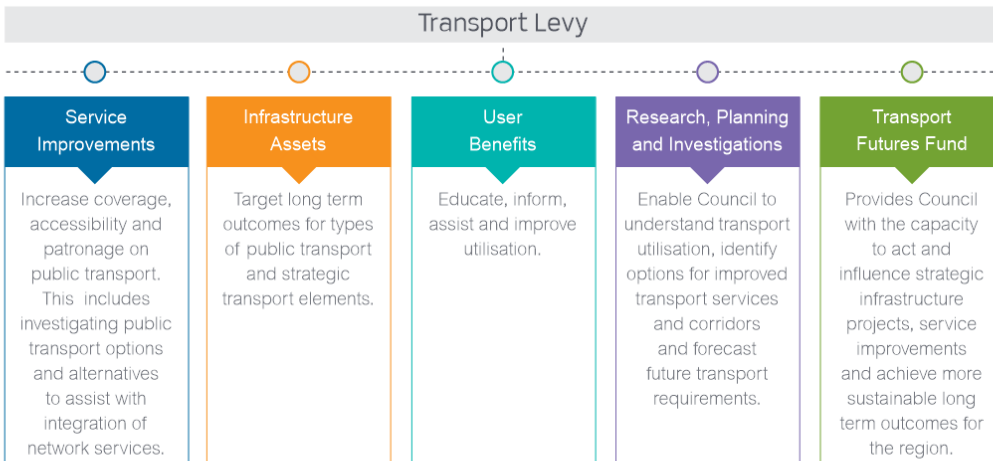 Transport Levy
Service
Improvements
Increase coverage,
accessibility and
patronage on
public transport.
This  includes
investigating public
transport options
and alternatives
to assist with
integration of
network services.
Infrastructure
Assets
Target long term
outcomes for types
of public transport
and strategic
transport elements.
User
Benefits
Educate, inform,
assist and improve
utilisation.
Research, Planning
and Investigations
Enable Council to
understand transport
utilisation, identify
options for improved
transport services
and corridors
and forecast
future transport
requirements.
Transport
Futures Fund
Provides Council
with the capacity
to act and
influence strategic
infrastructure
projects, service
improvements
and achieve more
sustainable long
term outcomes for
the region.